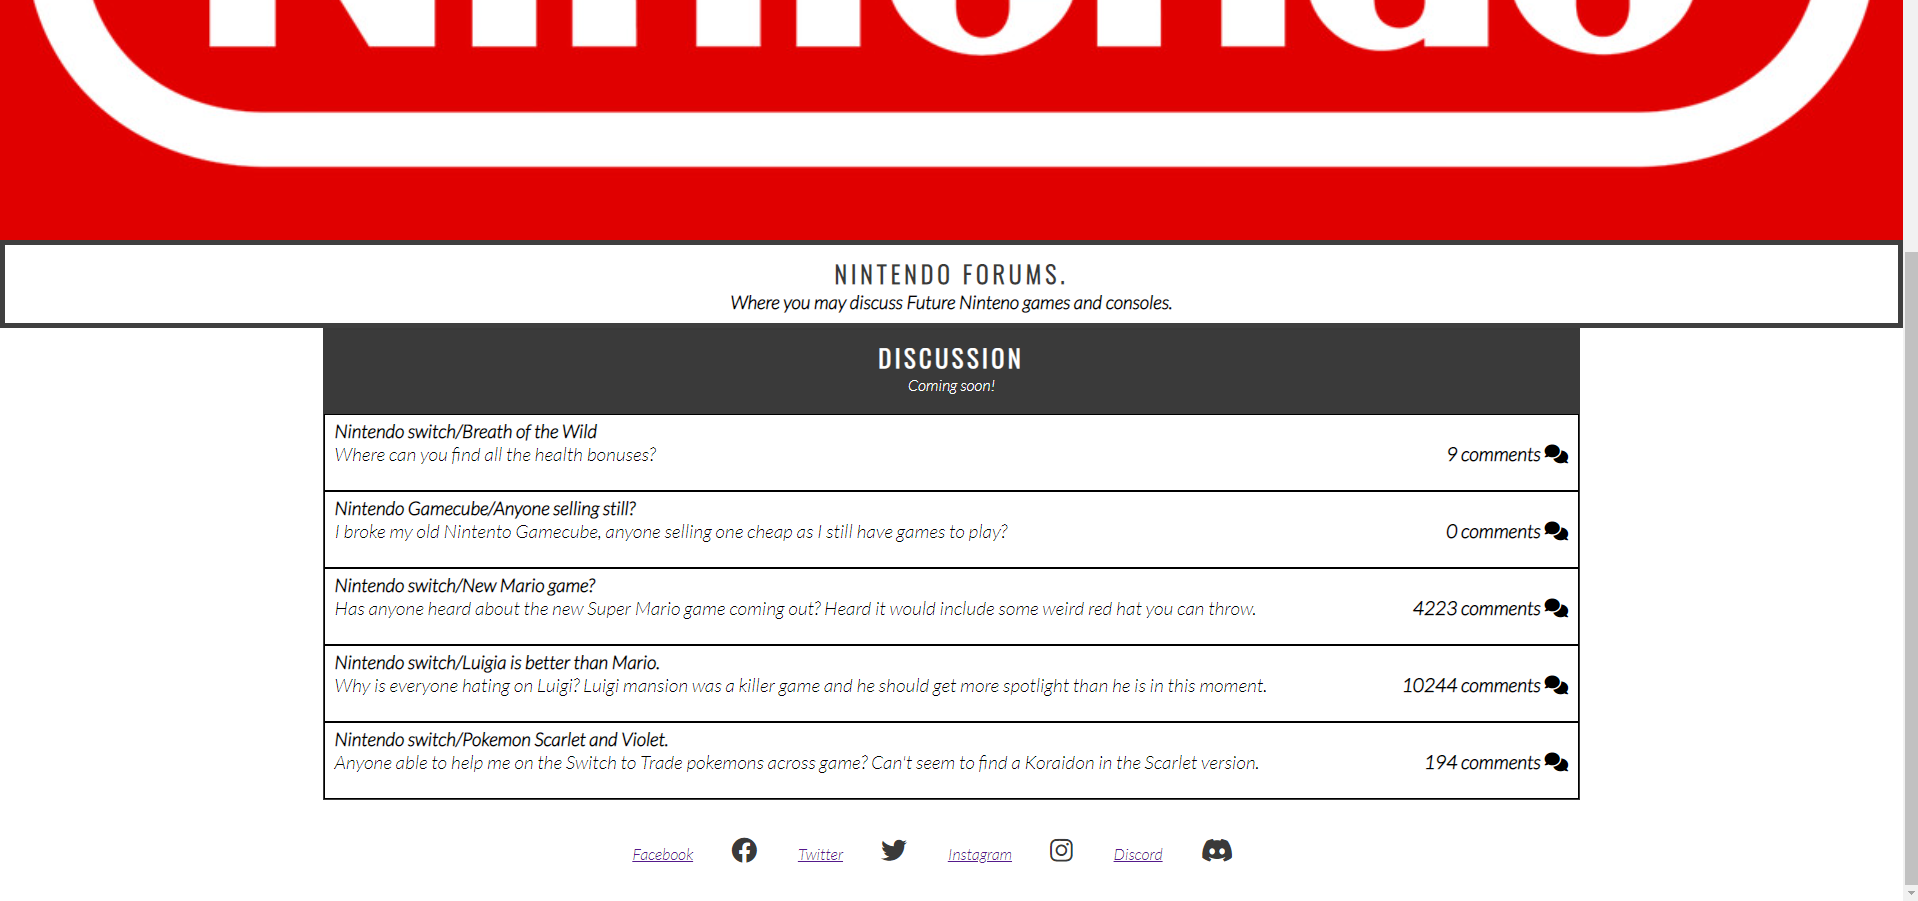 NINTENDO FORUMS.
Where you may discuss Future Ninteno games and consoles.
DISCUSSION
Coming soon!
Nintendo switch/Breath of the Wild
Where can you find all the health bonuses?
9 comments
Nintendo Gamecube/Anyone selling still?
I broke my old Nintento Gamecube, anyone selling one cheap as I still have games to play?
0 comments
Nintendo switch/New Mario game?
Has anyone heard about the new Super Mario game coming out? Heard it would include some weird red hat you can throw.
4223 comments
Nintendo switch/Luigia is better than Mario.
Why is everyone hating on Luigi? Luigi mansion was a killer game and he should get more spotlight than he is in this moment.
10244 comments
Nintendo switch/Pokemon Scarlet and Violet.
Anyone able to help me on the Switch to Trade pokemons across game? Can't seem to find a Koraidon in the Scarlet version.
194 comments
Facebook Twitter Instagram Discord